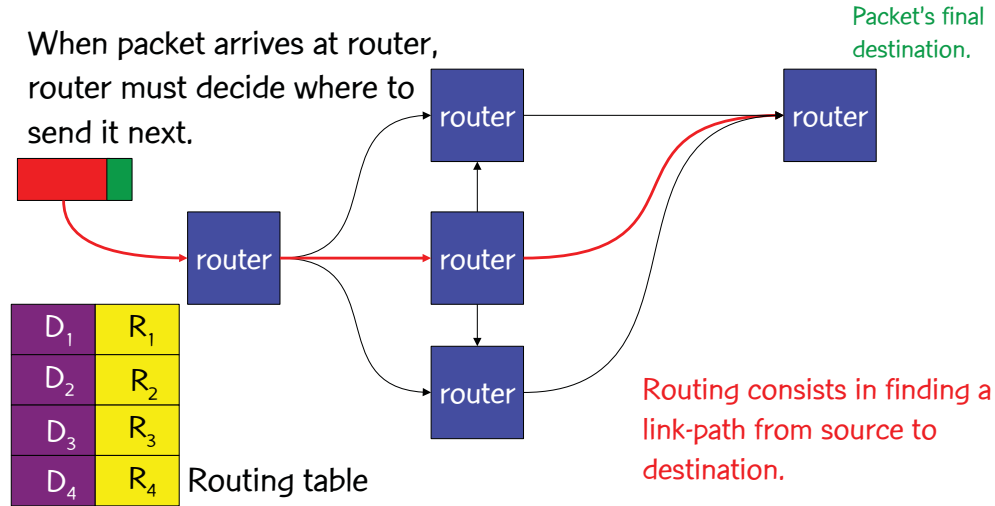 When packet arrives at router,
router must decide where to
send it next.
Packet's final
destination.
router
router
router
router
router
D₁ R₁
D₂ R₂
D₃ R₃
D₄ R₄
Routing table
Routing consists in finding a
link-path from source to
destination.